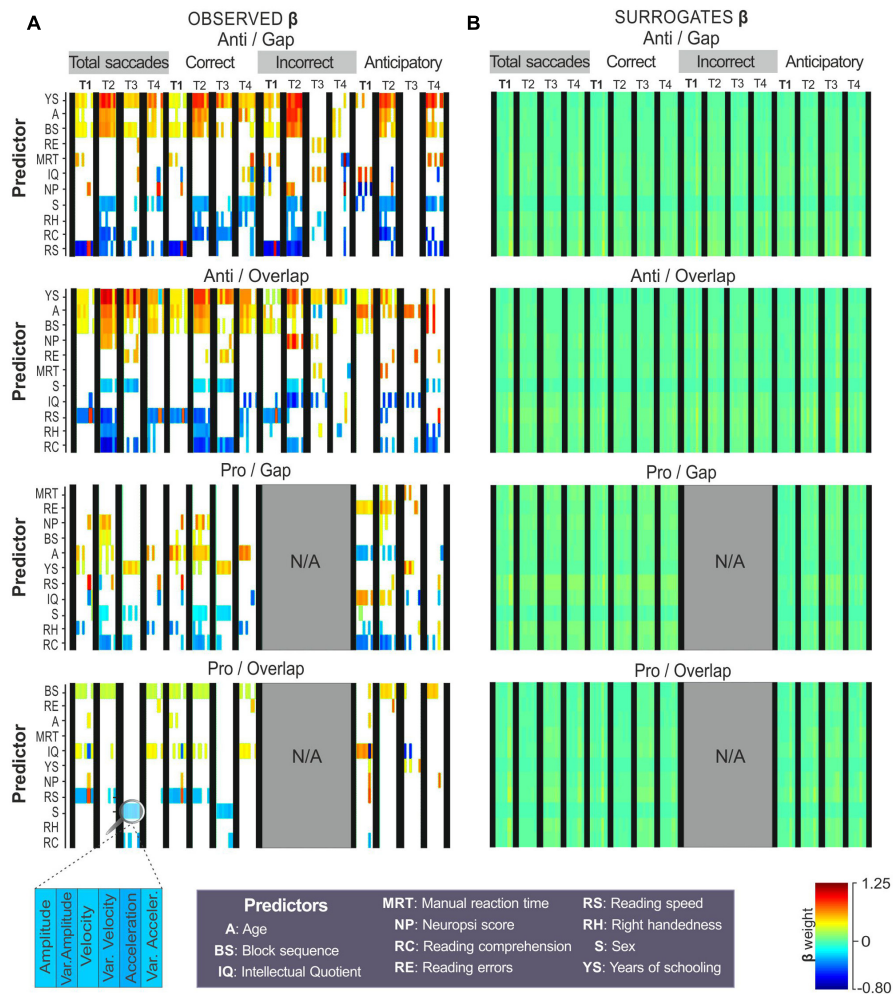 A
OBSERVED β
B
SURROGATES β
Anti / Gap
Anti / Gap
Total saccades Correct Incorrect Anticipatory
Total saccades Correct Incorrect Anticipatory
T1 T2 T3 T4 T1 T2 T3 T4 T1 T2 T3 T4 T1 T2 T3 T4
T1 T2 T3 T4 T1 T2 T3 T4 T1 T2 T3 T4 T1 T2 T3 T4
Predictor
YS
A
BS
RE
MRT
IQ
NP
S
RH
RC
RS
Anti / Overlap
Anti / Overlap
Predictor
YS
A
BS
NP
RE
MRT
S
IQ
RS
RH
RC
Pro / Gap
Pro / Gap
Predictor
MRT
RE
NP
BS
A
YS
RS
IQ
S
RH
RC
N/A
N/A
Pro / Overlap
Pro / Overlap
Predictor
BS
RE
A
MRT
IQ
YS
NP
RS
S
RH
RC
N/A
N/A
Amplitude
Var.Amplitude
Velocity
Var. Velocity
Acceleration
Var. Acceler.
Predictors
A: Age
BS: Block sequence
IQ: Intellectual Quotient
MRT: Manual reaction time
NP: Neuropsi score
RC: Reading comprehension
RE: Reading errors
RS: Reading speed
RH: Right handedness
S: Sex
YS: Years of schooling
β weight
1.25
0
-0.80